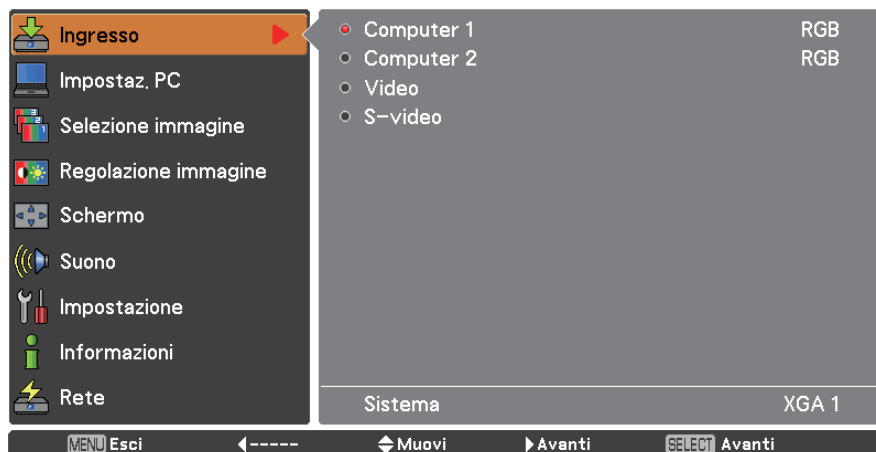 Ingresso
Impostaz. PC
Selezione immagine
Regolazione immagine
Schermo
Suono
Impostazione
Informazioni
Rete
Computer 1 RGB
Computer 2 RGB
Video
S-video
Sistema XGA 1
MENU Esci ----- Muovi Avanti SELECT Avanti